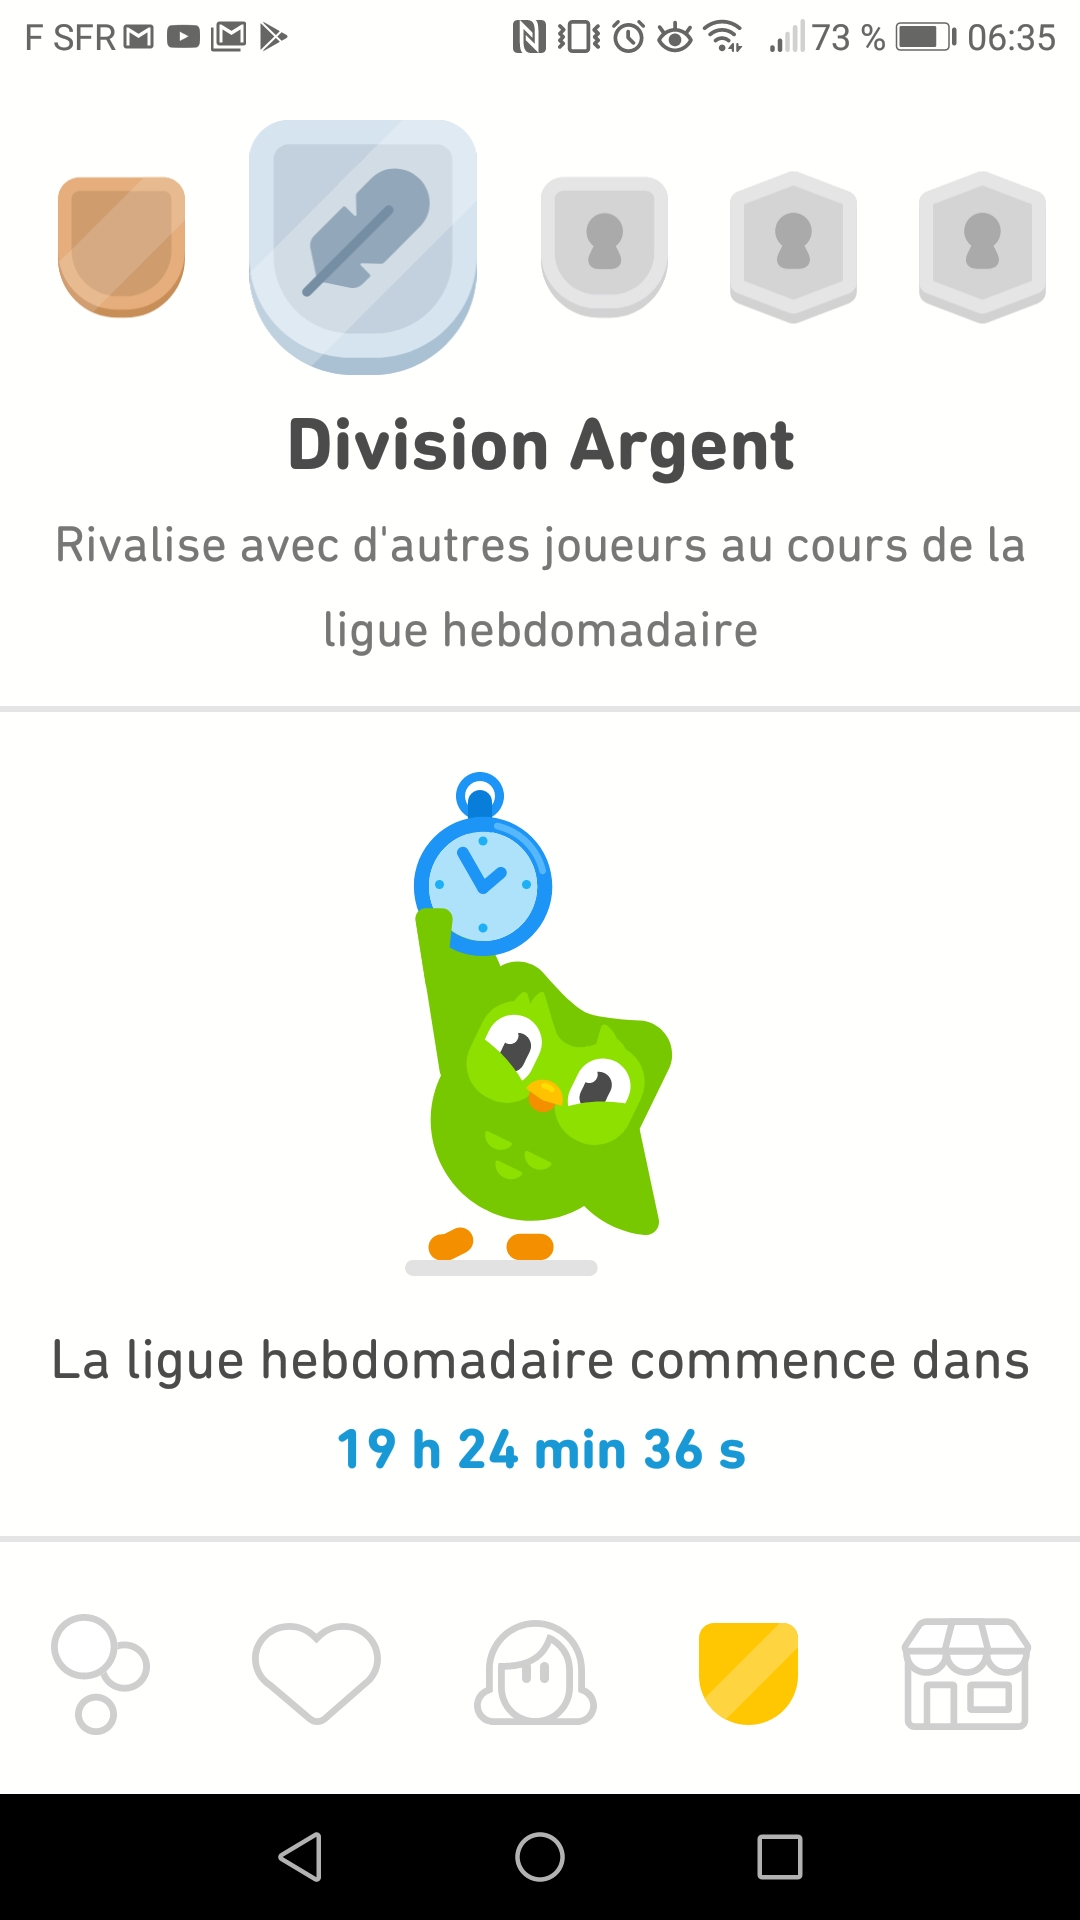 F SFR 73 % 06:35
Division Argent
Rivalise avec d'autres joueurs au cours de la
ligue hebdomadaire
La ligue hebdomadaire commence dans
19 h 24 min 36 s